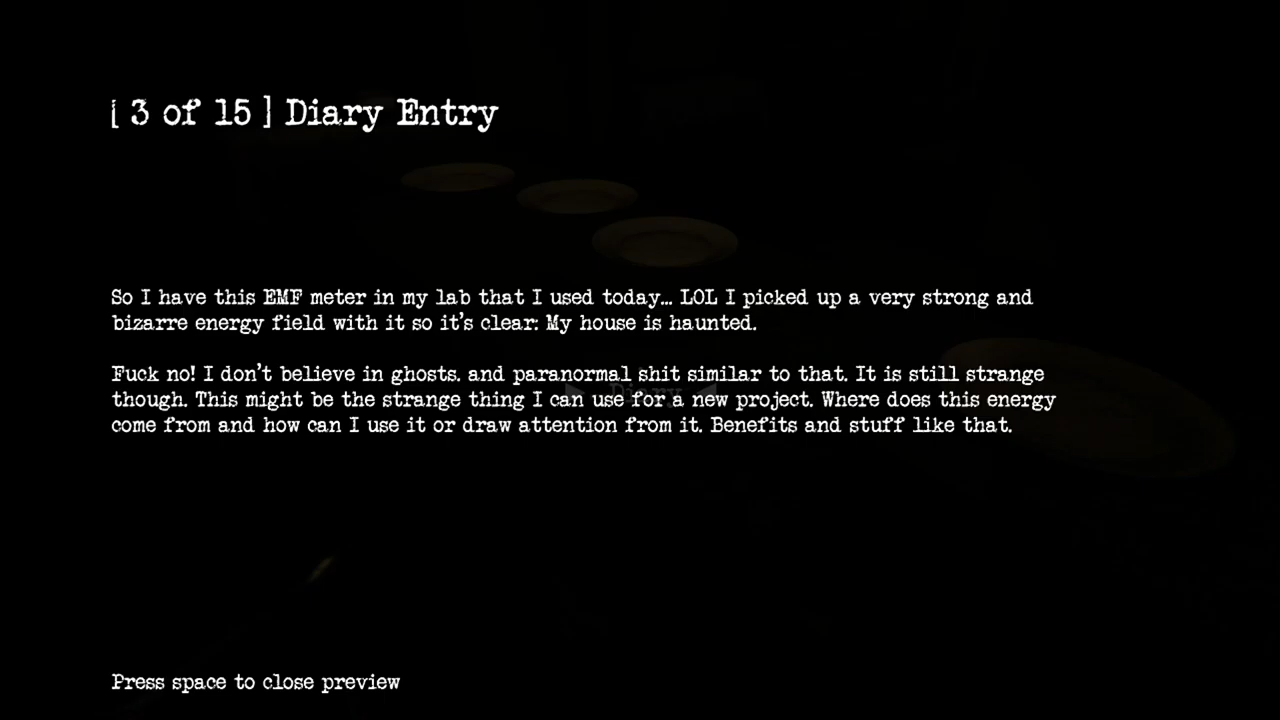 [ 3 of 15 ] Diary Entry
So I have this EMF meter in my lab that I used today... LOL I picked up a very strong and
bizarre energy field with it so it's clear: My house is haunted.
Fuck no! I don't believe in ghosts. and paranormal shit similar to that. It is still strange
though. This might be the strange thing I can use for a new project. Where does this energy
come from and how can I use it or draw attention from it. Benefits and stuff like that.
Diary
Press space to close preview